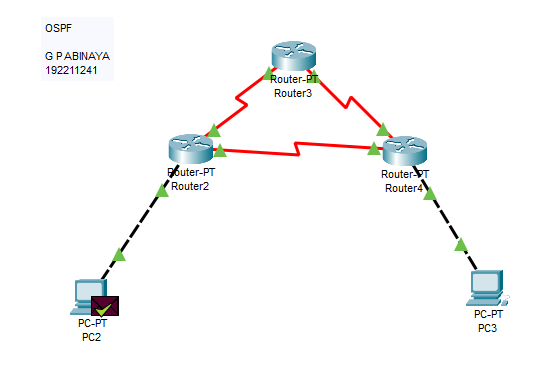 OSPF
G P ABINAYA
192211241
Router-PT
Router3
Router-PT
Router2
Router-PT
Router4
PC-PT
PC2
PC-PT
PC3